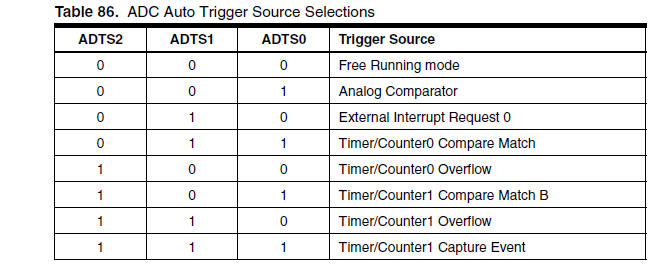 Table 86. ADC Auto Trigger Source Selections
ADTS2 ADTS1 ADTS0 Trigger Source
0 0 0 Free Running mode
0 0 1 Analog Comparator
0 1 0 External Interrupt Request 0
0 1 1 Timer/Counter0 Compare Match
1 0 0 Timer/Counter0 Overflow
1 0 1 Timer/Counter1 Compare Match B
1 1 0 Timer/Counter1 Overflow
1 1 1 Timer/Counter1 Capture Event